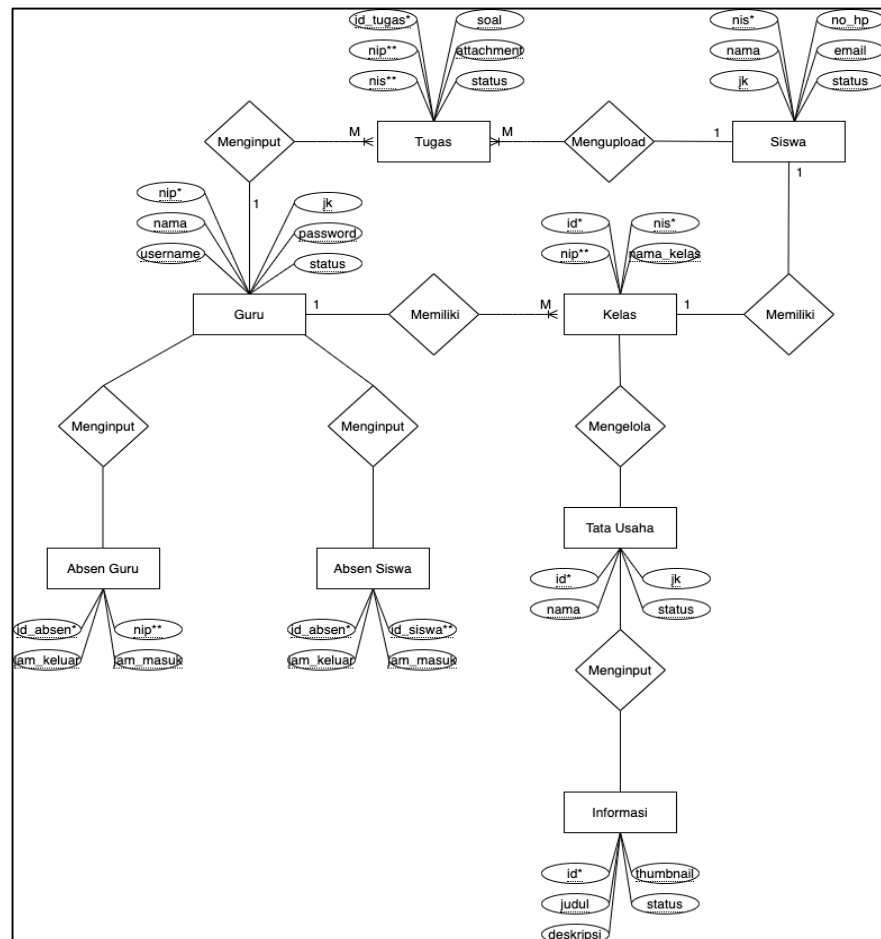 id_tugas*
soal
nip**
attachment
nis**
status
nis*
no_hp
nama
email
jk
status
Menginput
M
Tugas
M
Mengupload
1
Siswa
1
1
nip*
jk
nama
password
username
status
id*
nis*
nip**
nama_kelas
Guru
1
Memiliki
M
Kelas
1
Memiliki
Menginput
Menginput
Mengelola
Absen Guru
Absen Siswa
Tata Usaha
id_absen*
nip**
jam_keluar
jam_masuk
id_absen*
id_siswa**
jam_keluar
jam_masuk
id*
jk
nama
status
Menginput
Informasi
id*
thumbnail
judul
status
deskripsi